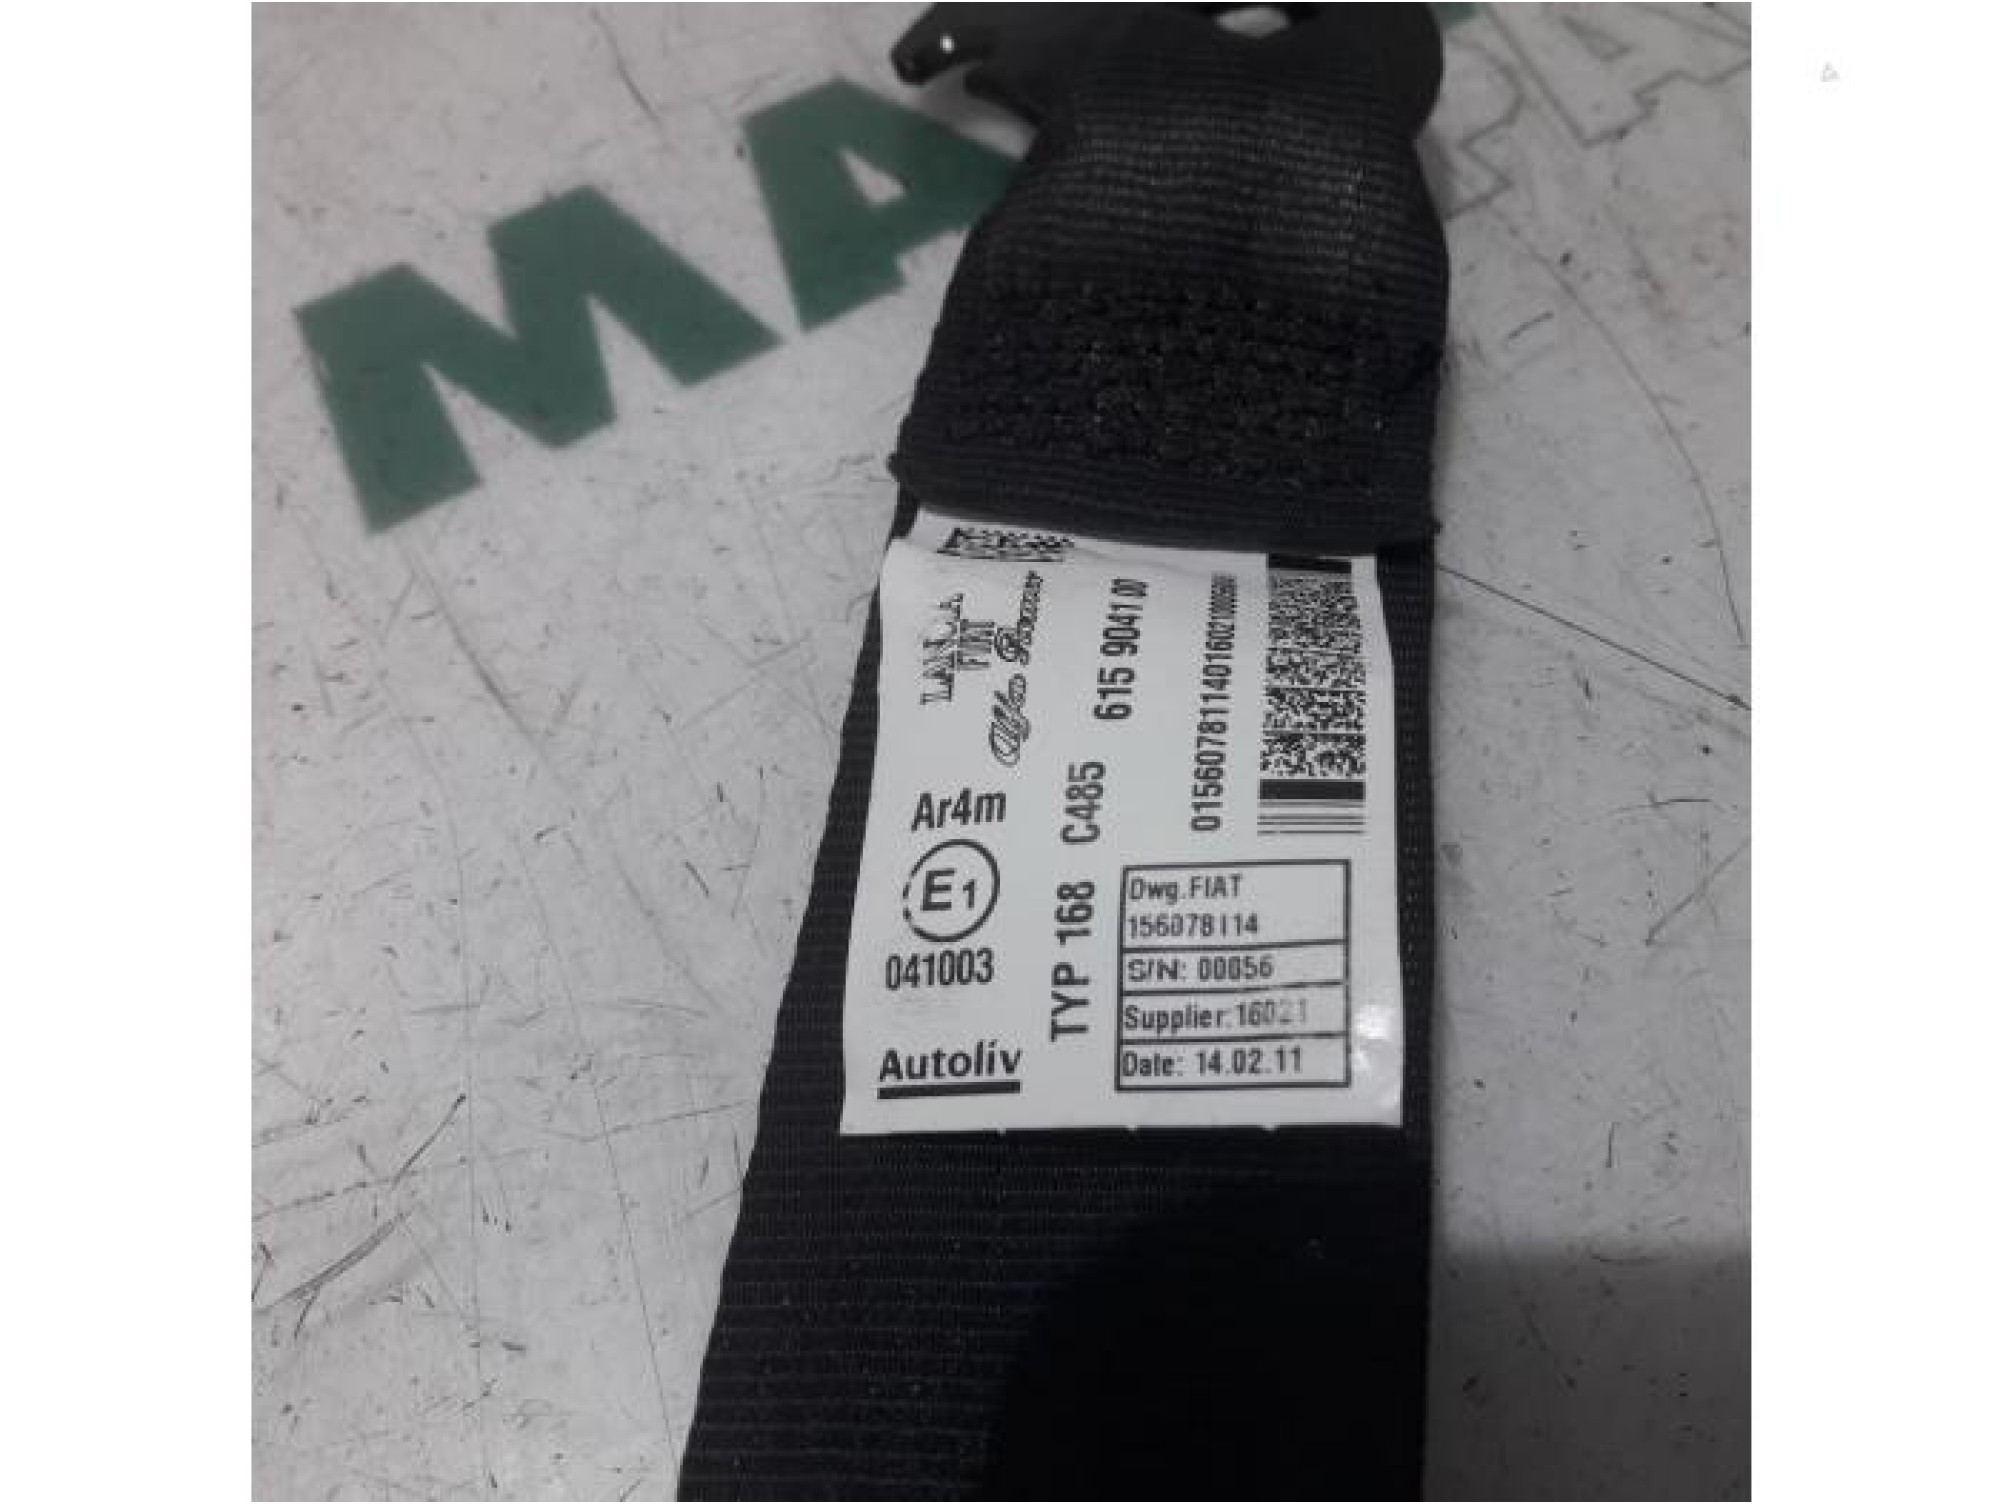 MA
LANCIA
FIAT
Alfa Romeo
Ar4m
E1
041003
Autoliv
TYP 168 C485 615 9041 00
Dwg.FIAT
156078114
S/N: 00056
Supplier:16021
Date: 14.02.11